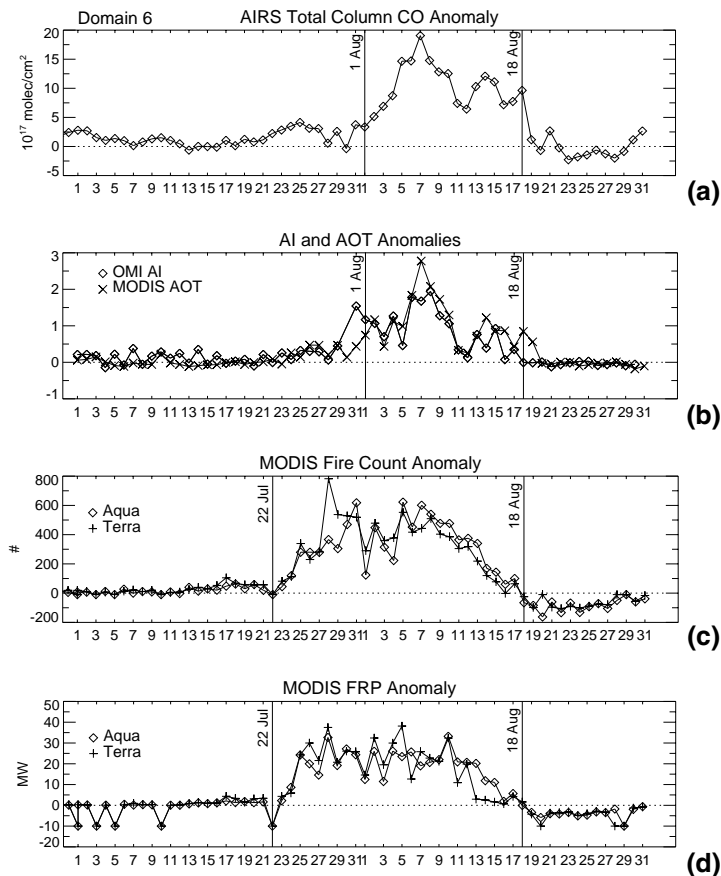 Domain 6 AIRS Total Column CO Anomaly
20
15
10
5
0
-5
10¹⁷ molec/cm²
1 Aug
18 Aug
1 3 5 7 9 11 13 15 17 19 21 23 25 27 29 31 3 5 7 9 11 13 15 17 19 21 23 25 27 29 31
(a)
AI and AOT Anomalies
3
2
1
0
1
OMI AI
MODIS AOT
1 Aug
18 Aug
1 3 5 7 9 11 13 15 17 19 21 23 25 27 29 31 3 5 7 9 11 13 15 17 19 21 23 25 27 29 31
(b)
MODIS Fire Count Anomaly
800
600
400
200
0
-200
#
Aqua
Terra
22 Jul
18 Aug
1 3 5 7 9 11 13 15 17 19 21 23 25 27 29 31 3 5 7 9 11 13 15 17 19 21 23 25 27 29 31
(c)
MODIS FRP Anomaly
50
40
30
20
10
0
-10
-20
MW
Aqua
Terra
22 Jul
18 Aug
1 3 5 7 9 11 13 15 17 19 21 23 25 27 29 31 3 5 7 9 11 13 15 17 19 21 23 25 27 29 31
(d)